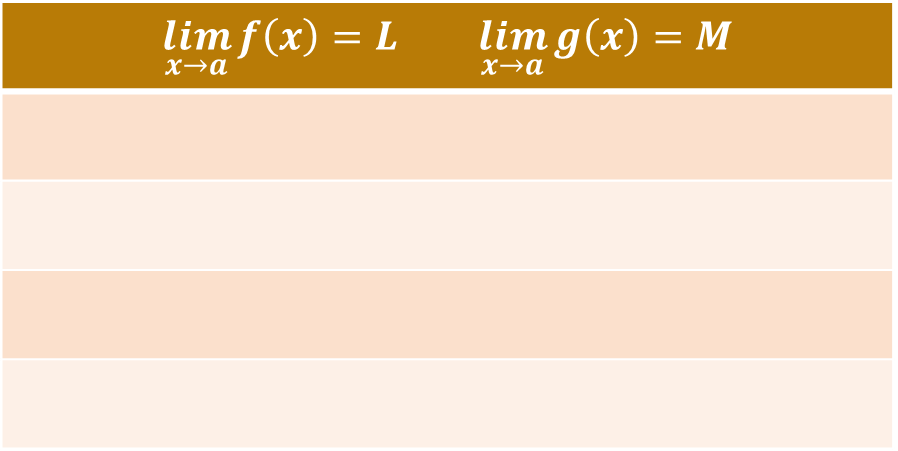 lim f(x) = L lim g(x) = M
x→a x→a